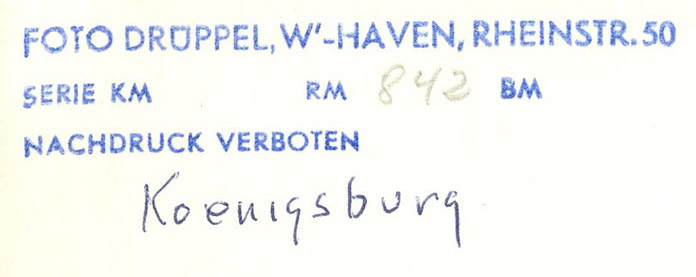 FOTO DRÜPPEL, W'-HAVEN, RHEINSTR. 50
SERIE KM RM 842 BM
NACHDRUCK VERBOTEN
Koenigsburg